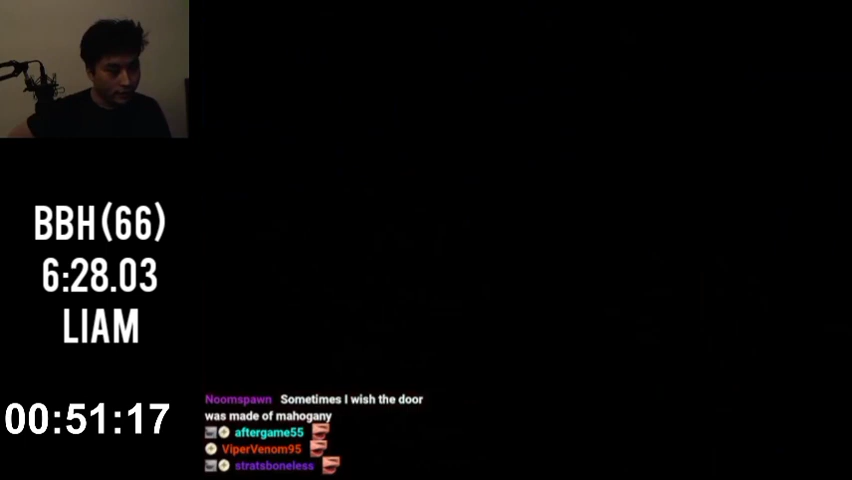 BBH(66)
6:28.03
LIAM
00:51:17
Noomspawn Sometimes I wish the door
was made of mahogany
aftergame55
ViperVenom95
stratsboneless